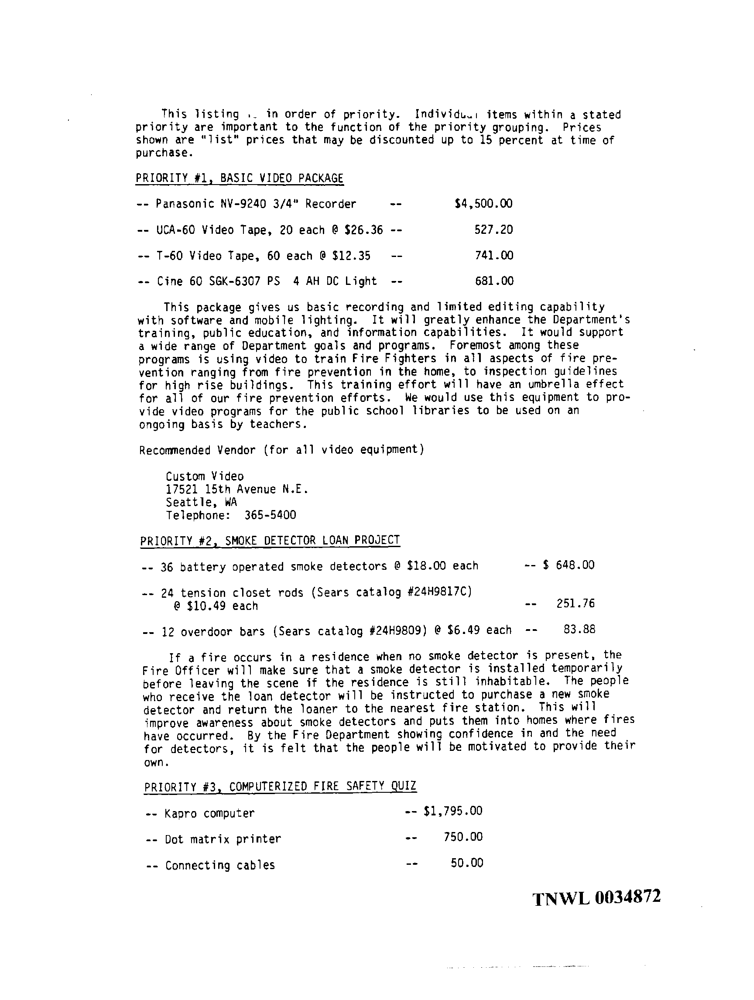 This listing in order of priority. items within a stated
priority are important to the function of the priority grouping. Prices
shown are "list" prices that may be discounted up to 15 percent at time of
purchase.
PRIORITY #1, BASIC VIDEO PACKAGE
-- Panasonic NV-9240 3/4" Recorder -- $4,500.00
-- UCA-60 Video Tape, 20 each @ $26.36 -- 527.20
-- T-60 Video Tape, 60 each @ $12.35 -- 741.00
-- Cine 60 SGK-6307 PS 4 AH DC Light -- 681.00
This package gives us basic recording and limited editing capability
with software and mobile lighting. It will greatly enhance the Department's
training, public education, and information capabilities. It would support
a wide range of Department goals and programs. Foremost among these
programs is using video to train Fire Fighters in all aspects of fire pre-
vention ranging from fire prevention in the home, to inspection guidelines
for high rise buildings. This training effort will have an umbrella effect
for all of our fire prevention efforts. We would use this equipment to pro-
vide video programs for the public school libraries to be used on an
ongoing basis by teachers.
Recommended Vendor (for all video equipment)
Custom Video
17521 15th Avenue N.E.
Seattle, WA
Telephone: 365-5400
PRIORITY #2, SMOKE DETECTOR LOAN PROJECT
-- 36 battery operated smoke detectors @ $18.00 each -- $ 648.00
-- 24 tension closet rods (Sears catalog #24H9817C)
@ $10.49 each -- 251.76
-- 12 overdoor bars (Sears catalog #24H9809) @ $6.49 each -- 83.88
If a fire occurs in a residence when no smoke detector is present, the
Fire Officer will make sure that a smoke detector is installed temporarily
before leaving the scene if the residence is still inhabitable. The people
who receive the loan detector will be instructed to purchase a new smoke
detector and return the loaner to the nearest fire station. This will
improve awareness about smoke detectors and puts them into homes where fires
have occurred. By the Fire Department showing confidence in and the need
for detectors, it is felt that the people will be motivated to provide their
own.
PRIORITY #3, COMPUTERIZED FIRE SAFETY QUIZ
-- Kapro computer -- $1,795.00
-- Dot matrix printer -- 750.00
-- Connecting cables -- 50.00
TNWL 0034872